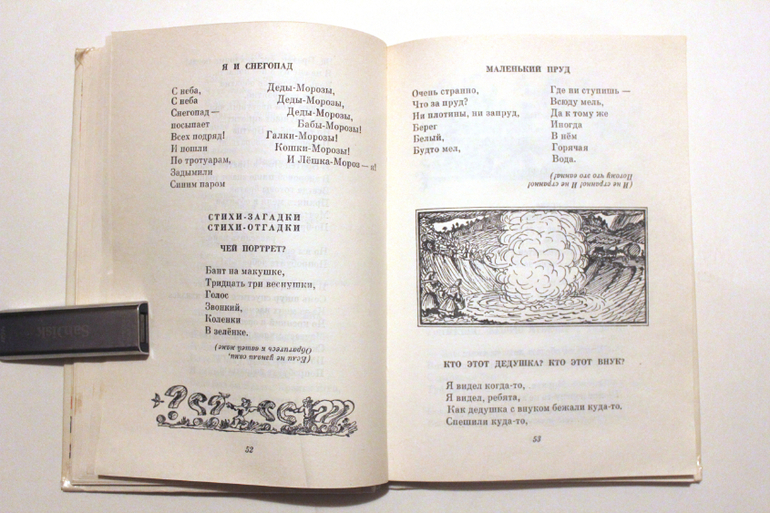 Я И СНЕГОПАД
С неба,
С неба
Снегопад —
посыпает
Всех подряд!
И пошли
По тротуарам,
Задымили
Синим паром
Деды-Морозы,
Деды-Морозы,
Деды-Морозы,
Бабы-Морозы!
Галки-Морозы!
Кошки-Морозы!
И Лёшка-Мороз — я!
СТИХИ-ЗАГАДКИ
СТИХИ-ОТГАДКИ
ЧЕЙ ПОРТРЕТ?
Бант на макушке,
Тридцать три веснушки,
Голос
Звонкий,
Коленки
В зелёнке.
(Если не узнали сами,
Обратитесь к вашей маме)
52
SanDisk
МАЛЕНЬКИЙ ПРУД
Очень странно,
Что за пруд?
Ни плотины, ни запруд,
Берег
Белый,
Будто мел,
Где ни ступишь —
Всюду мель,
Да к тому же
Иногда
В нём
Горячая
Вода.
(И не странно! И не странно!
Потому что это ванна!)
КТО ЭТОТ ДЕДУШКА? КТО ЭТОТ ВНУК?
Я видел когда-то,
Я видел, ребята,
Как дедушка с внуком бежали куда-то,
Спешили куда-то,
53